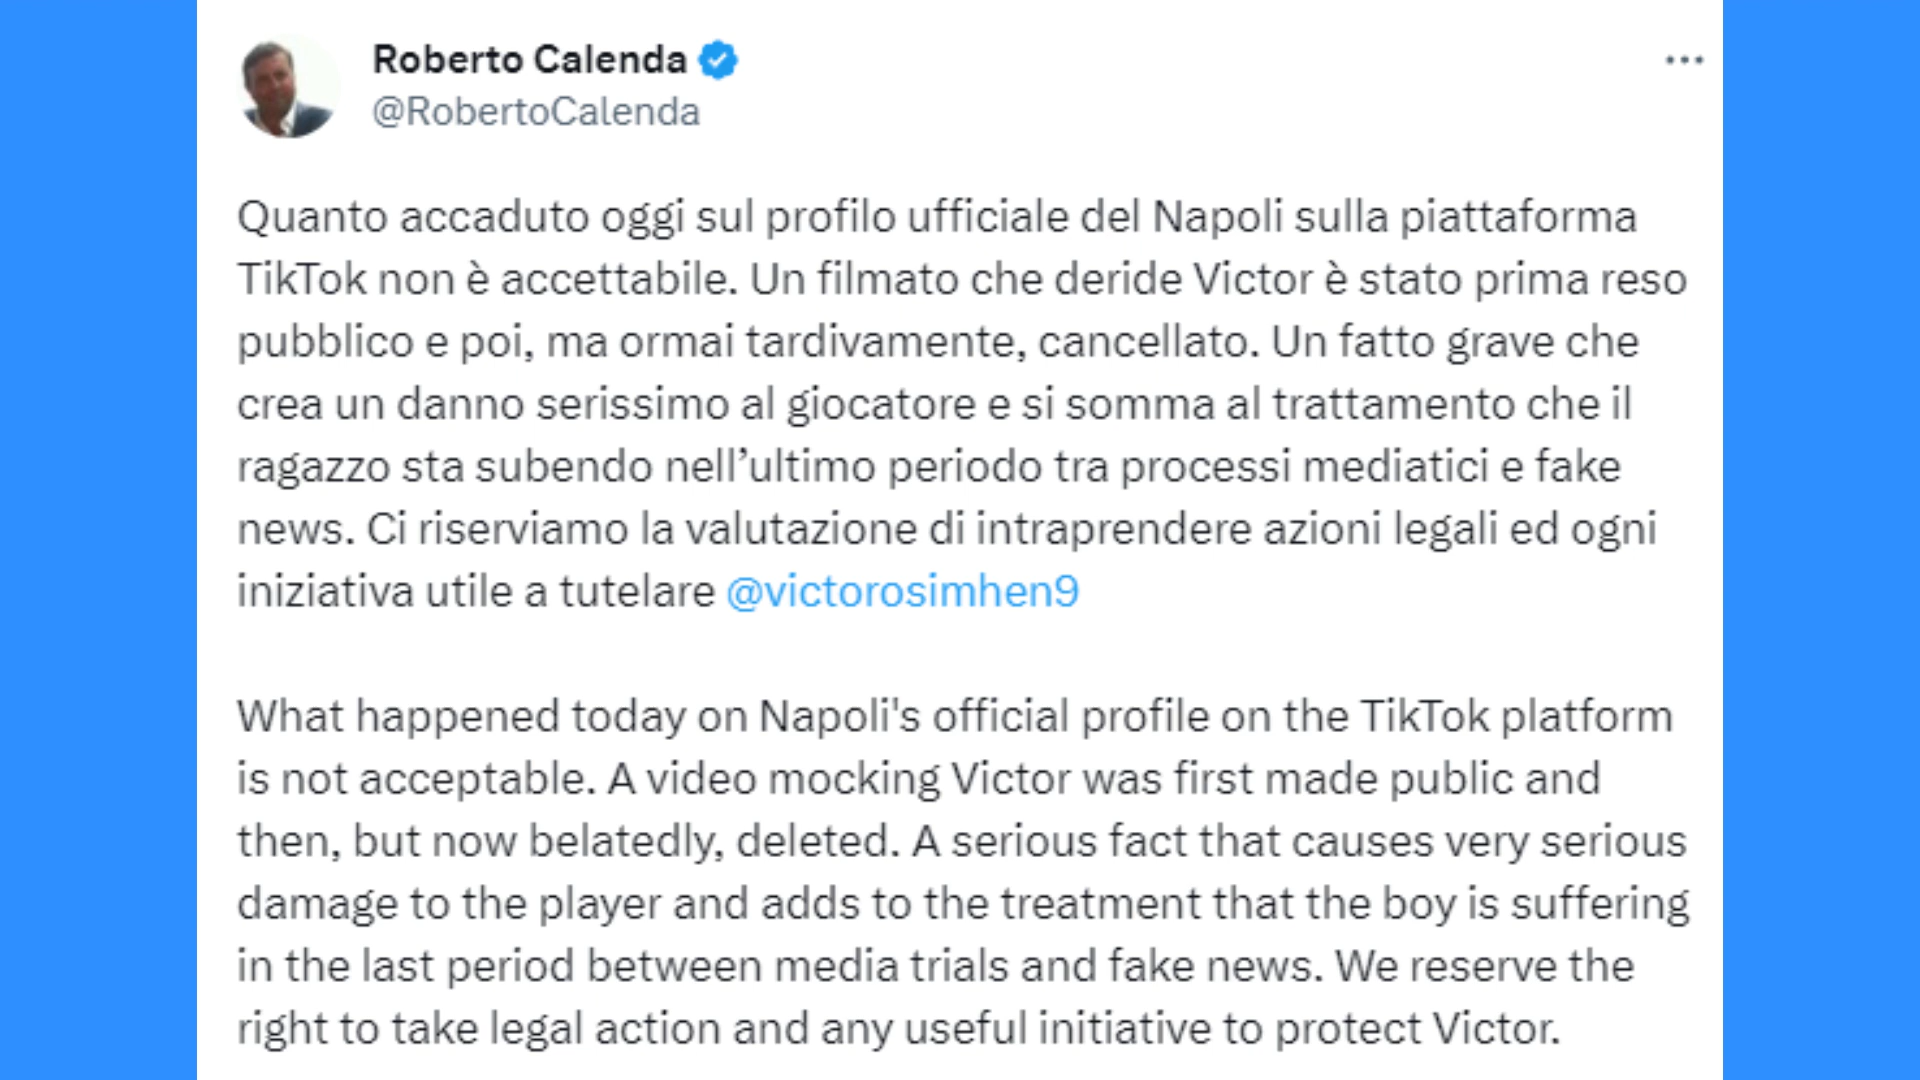 Roberto Calenda
@RobertoCalenda
Quanto accaduto oggi sul profilo ufficiale del Napoli sulla piattaforma
TikTok non è accettabile. Un filmato che deride Victor è stato prima reso
pubblico e poi, ma ormai tardivamente, cancellato. Un fatto grave che
crea un danno serissimo al giocatore e si somma al trattamento che il
ragazzo sta subendo nell’ultimo periodo tra processi mediatici e fake
news. Ci riserviamo la valutazione di intraprendere azioni legali ed ogni
iniziativa utile a tutelare @victorosimhen9
What happened today on Napoli's official profile on the TikTok platform
is not acceptable. A video mocking Victor was first made public and
then, but now belatedly, deleted. A serious fact that causes very serious
damage to the player and adds to the treatment that the boy is suffering
in the last period between media trials and fake news. We reserve the
right to take legal action and any useful initiative to protect Victor.